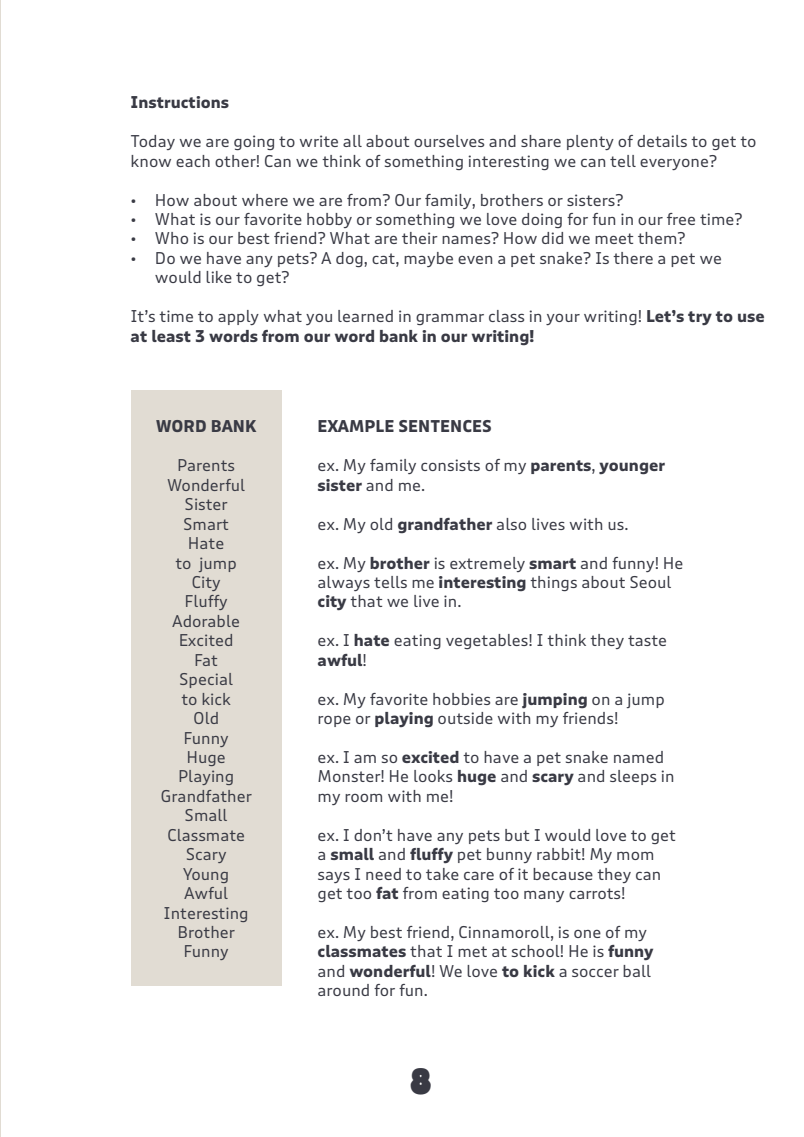 Instructions
Today we are going to write all about ourselves and share plenty of details to get to
know each other! Can we think of something interesting we can tell everyone?
• How about where we are from? Our family, brothers or sisters?
• What is our favorite hobby or something we love doing for fun in our free time?
• Who is our best friend? What are their names? How did we meet them?
• Do we have any pets? A dog, cat, maybe even a pet snake? Is there a pet we
would like to get?
It’s time to apply what you learned in grammar class in your writing! Let’s try to use
at least 3 words from our word bank in our writing!
WORD BANK
Parents
Wonderful
Sister
Smart
Hate
to jump
City
Fluffy
Adorable
Excited
Fat
Special
to kick
Old
Funny
Huge
Playing
Grandfather
Small
Classmate
Scary
Young
Awful
Interesting
Brother
Funny
EXAMPLE SENTENCES
ex. My family consists of my parents, younger
sister and me.
ex. My old grandfather also lives with us.
ex. My brother is extremely smart and funny! He
always tells me interesting things about Seoul
city that we live in.
ex. I hate eating vegetables! I think they taste
awful!
ex. My favorite hobbies are jumping on a jump
rope or playing outside with my friends!
ex. I am so excited to have a pet snake named
Monster! He looks huge and scary and sleeps in
my room with me!
ex. I don’t have any pets but I would love to get
a small and fluffy pet bunny rabbit! My mom
says I need to take care of it because they can
get too fat from eating too many carrots!
ex. My best friend, Cinnamoroll, is one of my
classmates that I met at school! He is funny
and wonderful! We love to kick a soccer ball
around for fun.
8